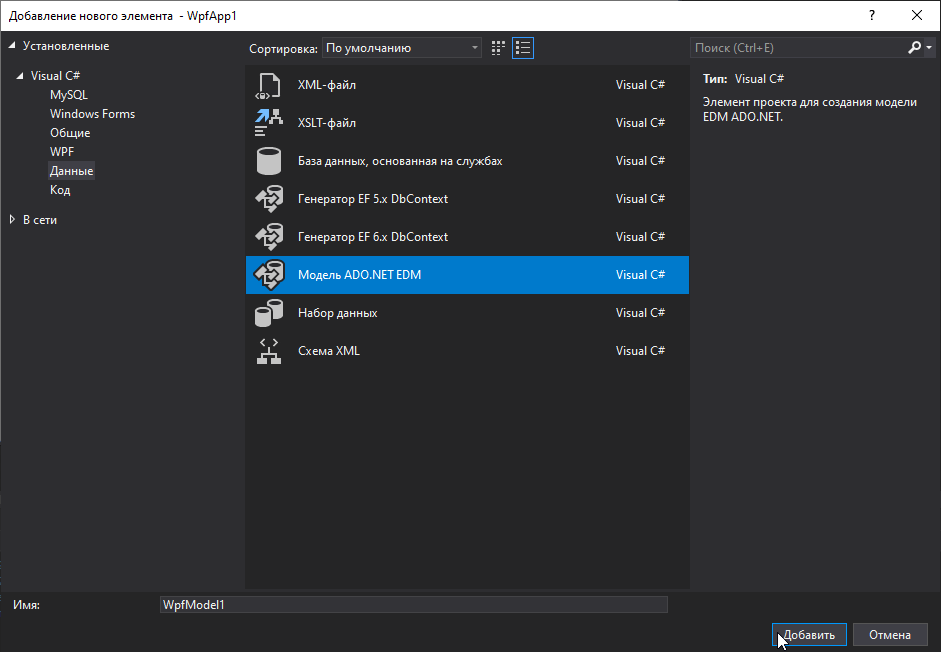 Добавление нового элемента - WpfApp1
?
Установленные
Visual C#
MySQL
Windows Forms
Общие
WPF
Данные
Код
В сети
Сортировка: По умолчанию
XML-файл Visual C#
XSLT-файл Visual C#
База данных, основанная на службах Visual C#
Генератор EF 5.x DbContext Visual C#
Генератор EF 6.x DbContext Visual C#
Модель ADO.NET EDM Visual C#
Набор данных Visual C#
Схема XML Visual C#
Поиск (Ctrl+E)
Тип: Visual C#
Элемент проекта для создания модели
EDM ADO.NET.
Имя: WpfModel1
Добавить Отмена